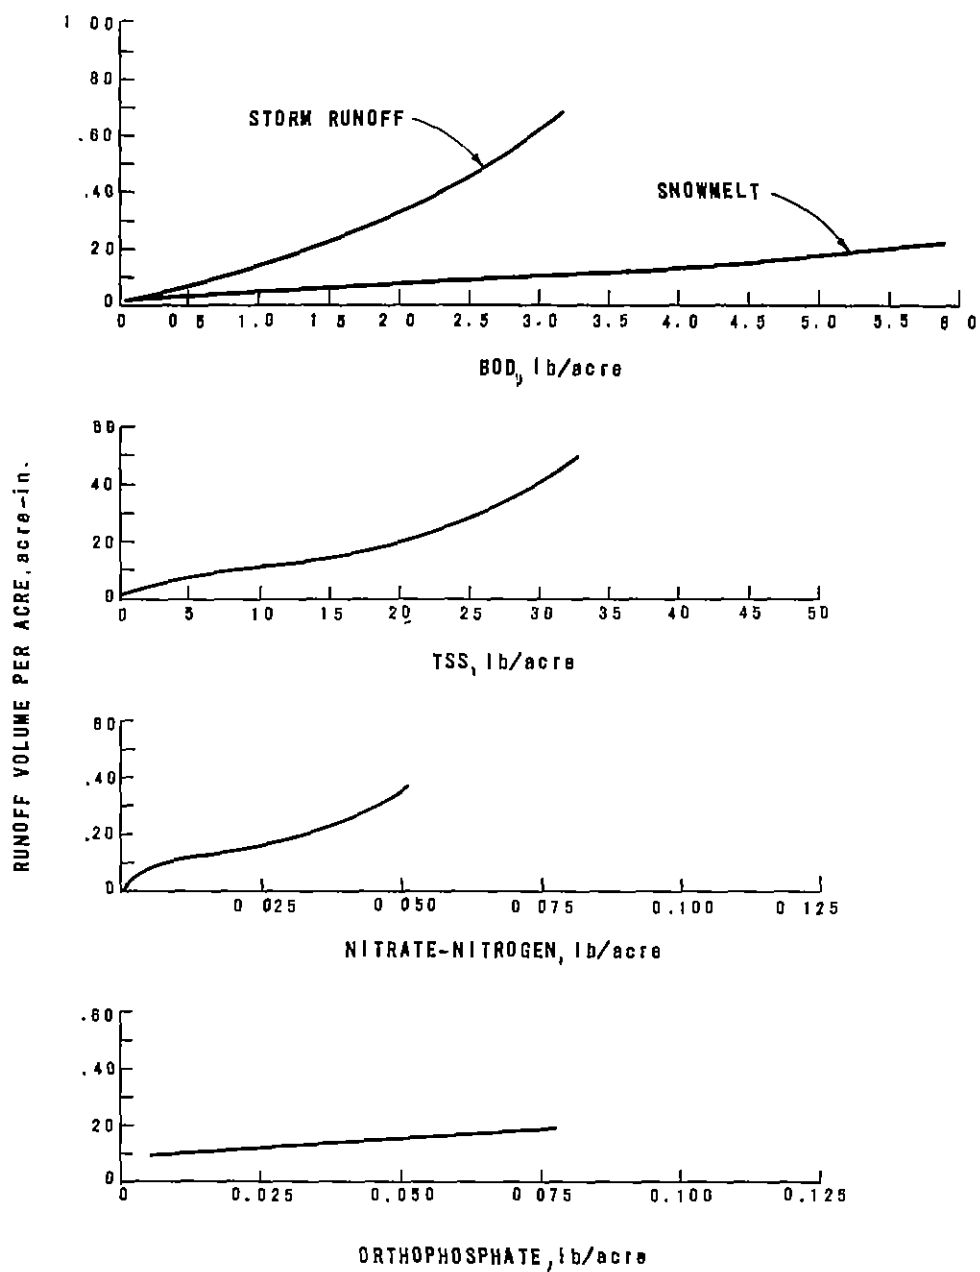 1 00
80
.60
.40
20
0
STORM RUNOFF
SNOWMELT
0 0 5 1.0 1 5 2 0 2.5 3.0 3.5 4.0 4.5 5.0 5.5 6 0
BOD, lb/acre
RUNOFF VOLUME PER ACRE, acre-in.
60
40
20
0
0 5 10 15 20 25 30 35 40 45 50
TSS, lb/acre
60
.40
.20
0
0 025 0 050 0 075 0.100 0 125
NITRATE-NITROGEN, lb/acre
.60
.40
20
0
0 0.025 0.050 0 075 0.100 0.125
ORTHOPHOSPHATE, lb/acre